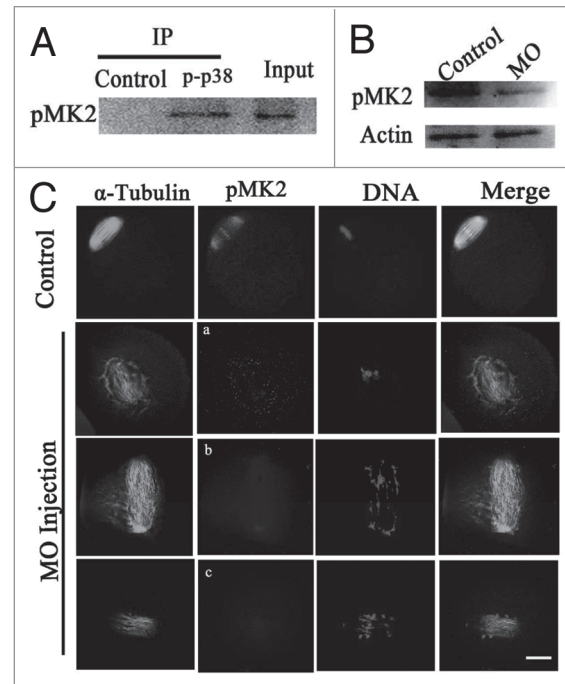 A
IP
Control p-p38 Input
pMK2
B
Control MO
pMK2
Actin
C
α-Tubulin pMK2 DNA Merge
Control
MO Injection
a
b
c